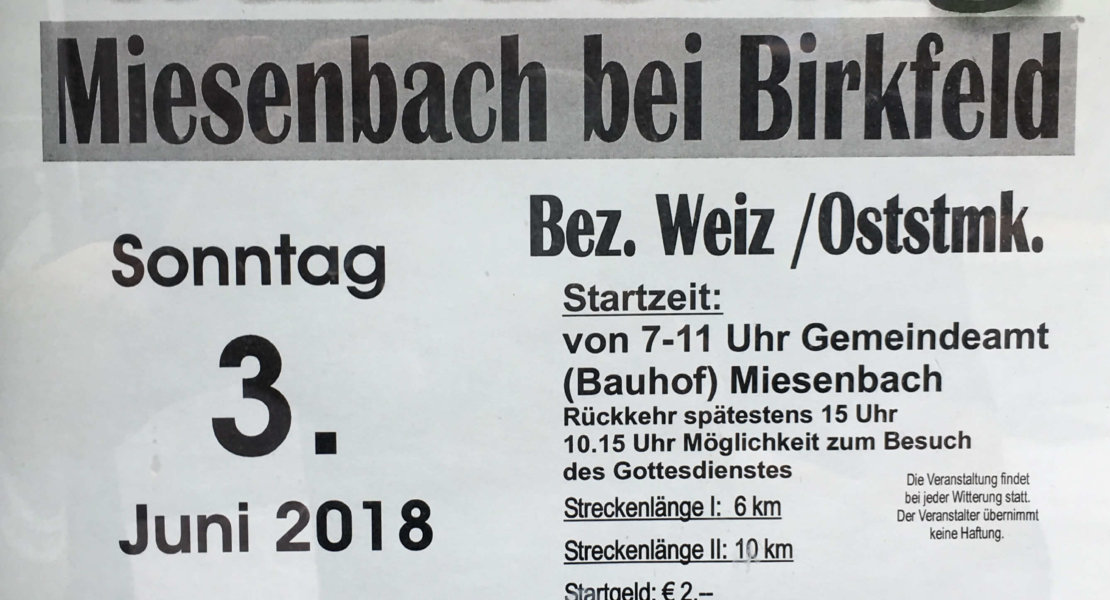 Miesenbach bei Birkfeld
Bez. Weiz /Oststmk.
Sonntag
3.
Juni 2018
Startzeit:
von 7-11 Uhr Gemeindeamt
(Bauhof) Miesenbach
Rückkehr spätestens 15 Uhr
10.15 Uhr Möglichkeit zum Besuch
des Gottesdienstes
Streckenlänge I: 6 km
Streckenlänge II: 10 km
Startgeld: € 2,--
Die Veranstaltung findet
bei jeder Witterung statt.
Der Veranstalter übernimmt
keine Haftung.